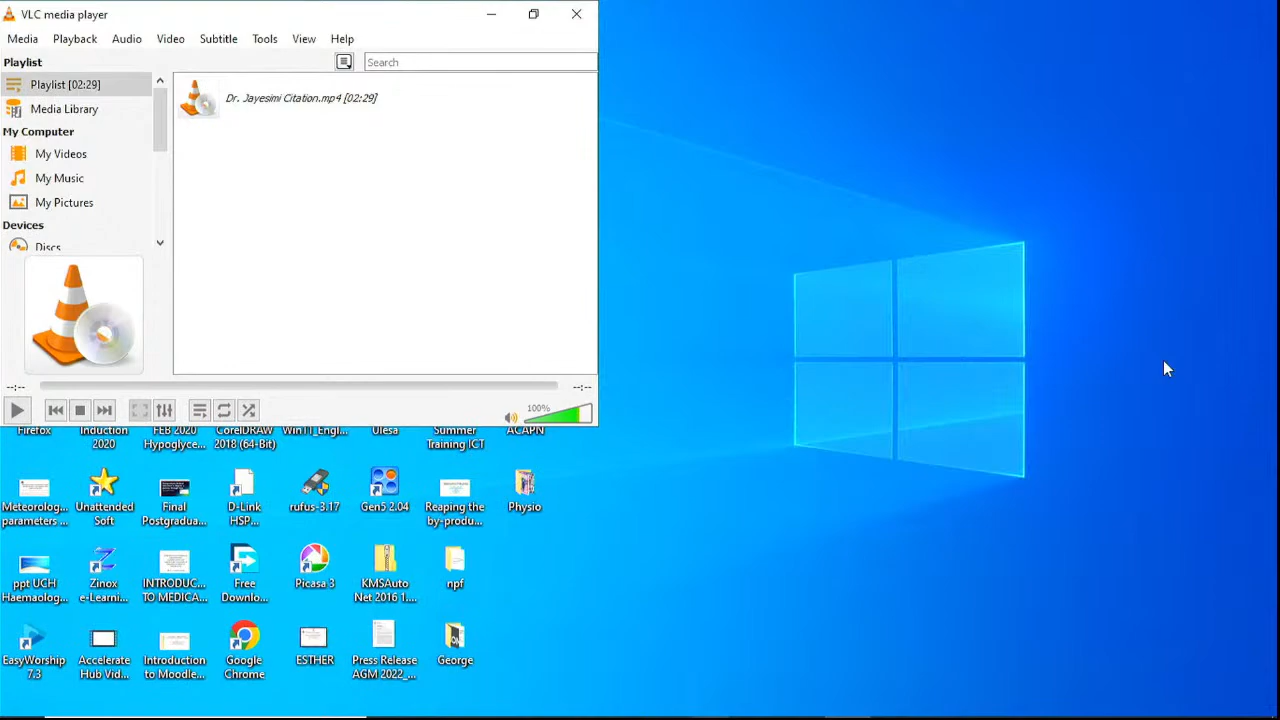 VLC media player
Media Playback Audio Video Subtitle Tools View Help
Playlist
Search
Playlist [02:29]
Dr. Jayesimi Citation.mp4 [02:29]
Media Library
My Computer
My Videos
My Music
My Pictures
Devices
Discs
--:--
--:--
100%
Firefox
Induction
2020
FEB 2020
Hypoglyce...
CorelDRAW
2018 (64-Bit)
Win11_Engl...
Ulesa
Summer
Training ICT
ACAPN
Meteorolog...
parameters ...
Unattended
Soft
Final
Postgradua...
D-Link
HSP...
rufus-3.17
Gen5 2.04
Reaping the
by-produ...
Physio
ppt UCH
Haemaolog...
Zinox
e-Learni...
INTRODUC...
TO MEDICA...
Free
Downlo...
Picasa 3
KMSAuto
Net 2016 1....
npf
EasyWorship
7.3
Accelerate
Hub Vid...
Introduction
to Moodle...
Google
Chrome
ESTHER
Press Release
AGM 2022_...
George